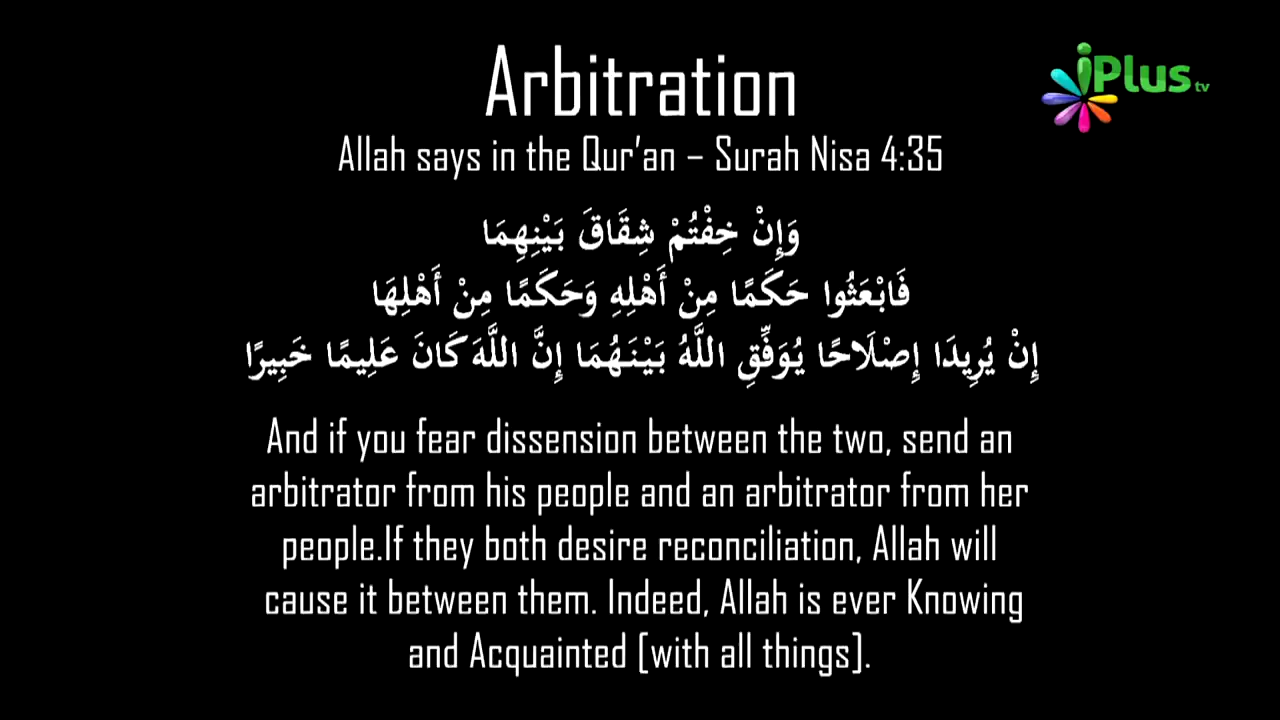 Arbitration
iPlus tv
Allah says in the Qur’an – Surah Nisa 4:35
وَإِنْ خِفْتُمْ شِقَاقَ بَيْنِهِمَا
فَابْعَثُوا حَكَمًا مِنْ أَهْلِهِ وَحَكَمًا مِنْ أَهْلِهَا
إِنْ يُرِيدَا إِصْلَاحًا يُوَفِّقِ اللَّهُ بَيْنَهُمَا إِنَّ اللَّهَ كَانَ عَلِيمًا خَبِيرًا
And if you fear dissension between the two, send an
arbitrator from his people and an arbitrator from her
people.If they both desire reconciliation, Allah will
cause it between them. Indeed, Allah is ever Knowing
and Acquainted [with all things].